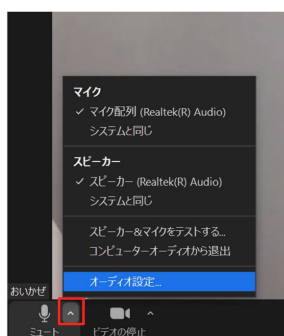 マイク
マイク配列 (Realtek(R) Audio)
システムと同じ
スピーカー
スピーカー (Realtek(R) Audio)
システムと同じ
スピーカー&マイクをテストする...
コンピューターオーディオから退出
オーディオ設定...
おいかぜ
ミュート
ビデオの停止